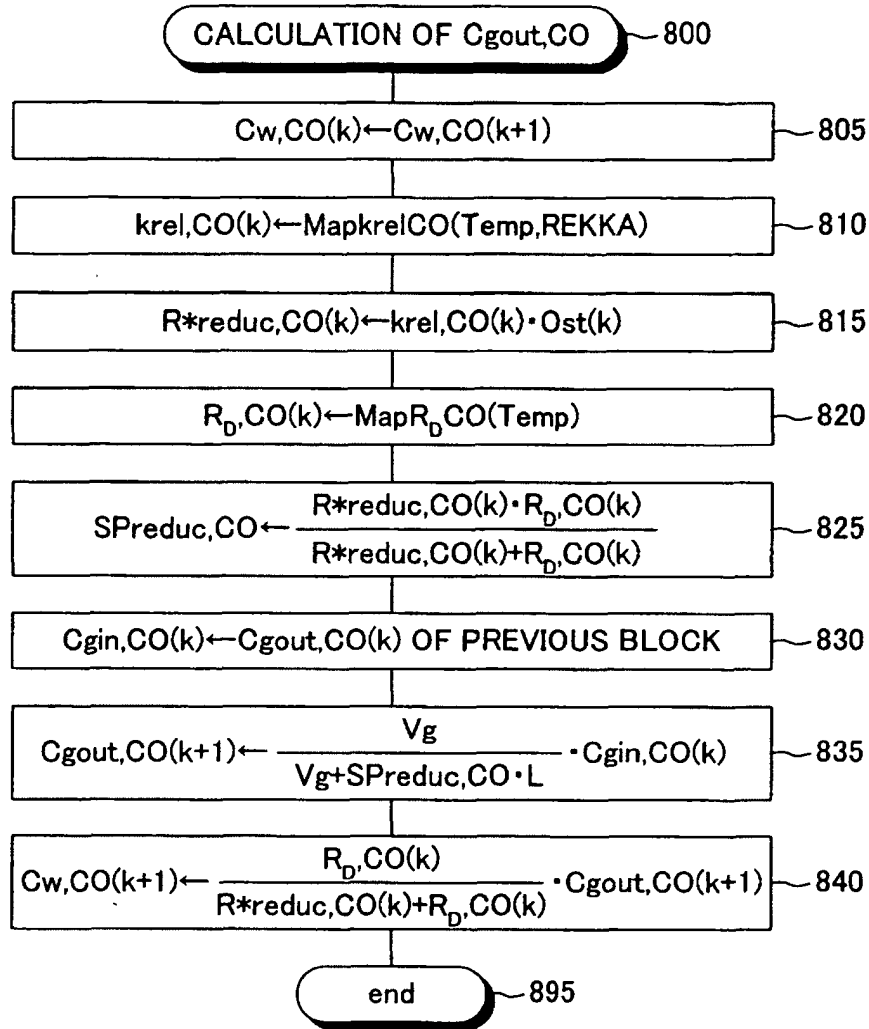 CALCULATION OF Cgout,CO
800
Cw,CO(k)←Cw,CO(k+1)
805
krel,CO(k)←MapkrelCO(Temp,REKKA)
810
R*reduc,CO(k)←krel,CO(k)・Ost(k)
815
R_D,CO(k)←MapR_DCO(Temp)
820
R*reduc,CO(k)・R_D,CO(k)
SPreduc,CO←
R*reduc,CO(k)+R_D,CO(k)
825
Cgin,CO(k)←Cgout,CO(k) OF PREVIOUS BLOCK
830
Vg
Cgout,CO(k+1)← ・Cgin,CO(k)
Vg+SPreduc,CO・L
835
R_D,CO(k)
Cw,CO(k+1)← ・Cgout,CO(k+1)
R*reduc,CO(k)+R_D,CO(k)
840
end
895